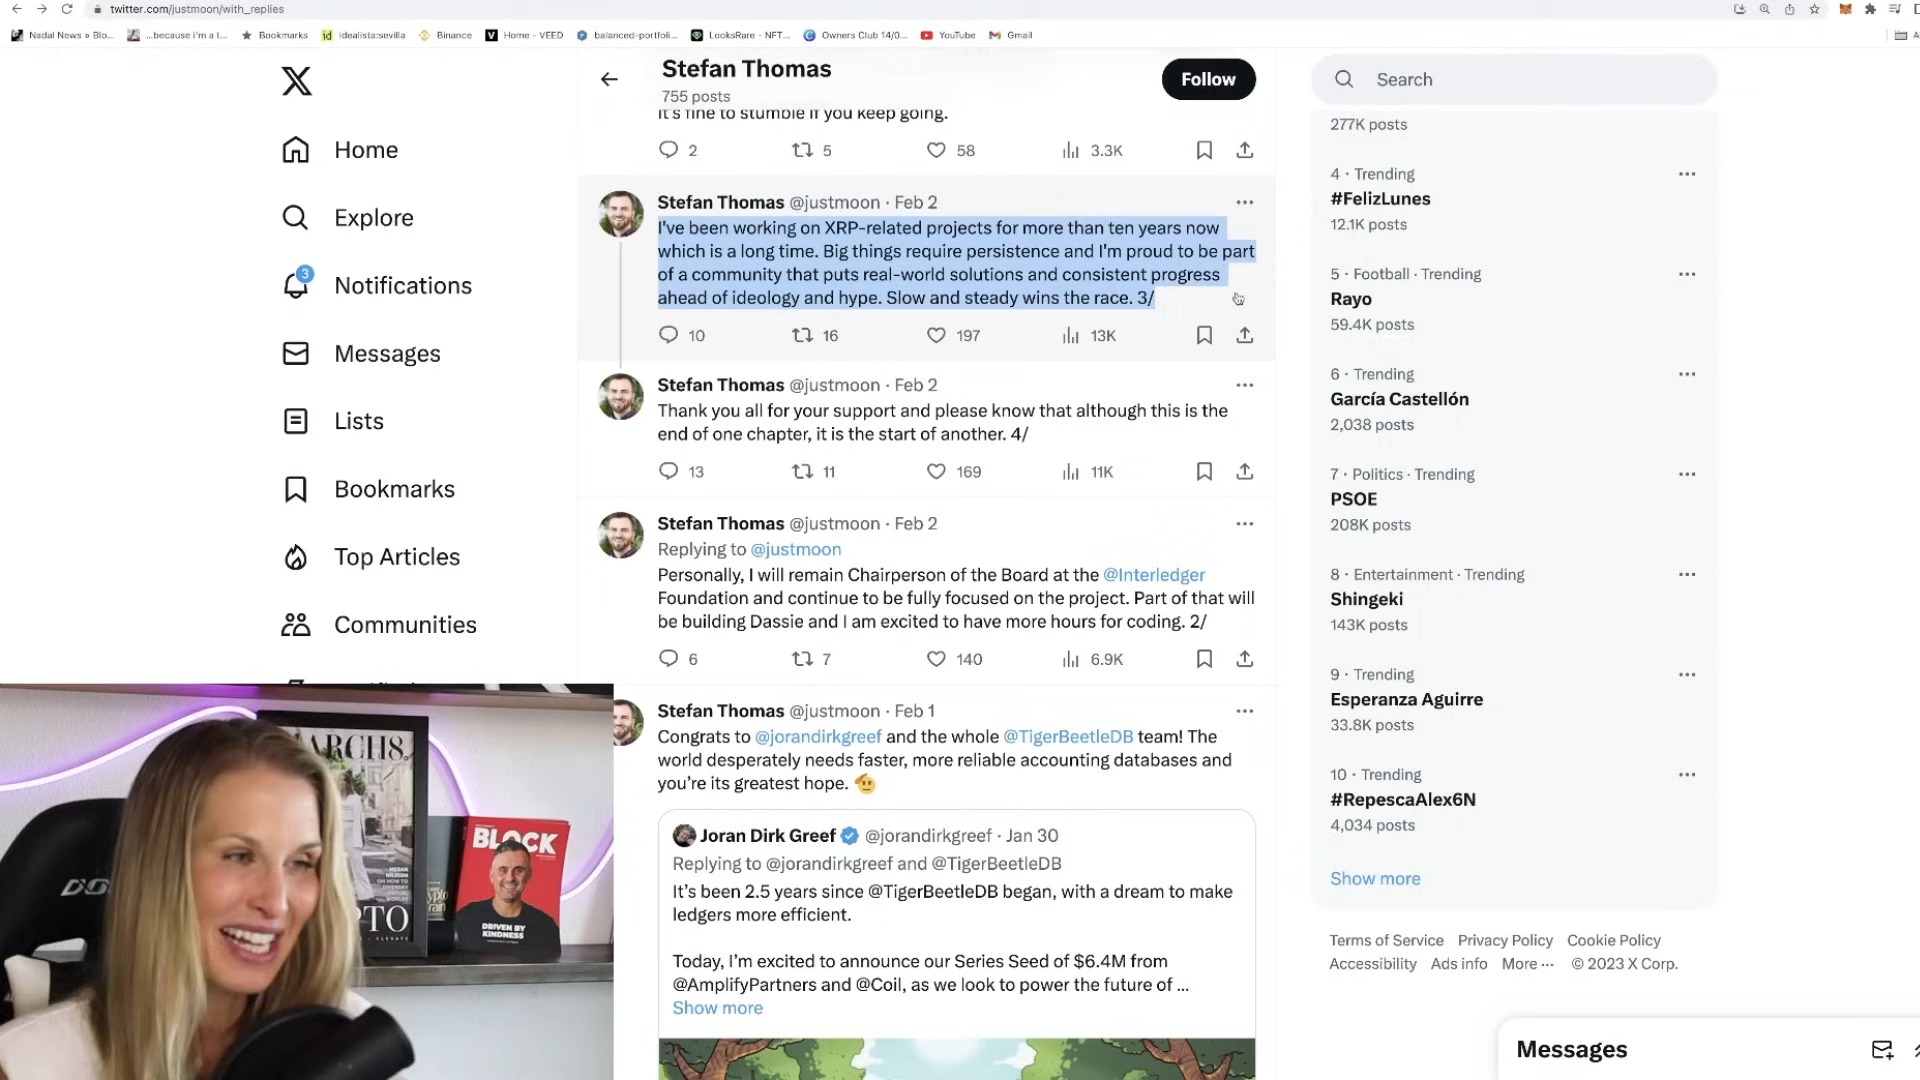 twitter.com/justmoon/with_replies
Nadal News » Blo...
...because i'm a l...
Bookmarks
idealista:sevilla
Binance
Home - VEED
balanced-portfoli...
LooksRare - NFT...
Owners Club 14/0...
YouTube
Gmail
Home
Explore
3
Notifications
Messages
Lists
Bookmarks
Top Articles
Communities
Stefan Thomas
755 posts
Follow
it's fine to stumble if you keep going.
2 5 58 3.3K
Stefan Thomas @justmoon · Feb 2
I've been working on XRP-related projects for more than ten years now
which is a long time. Big things require persistence and I'm proud to be part
of a community that puts real-world solutions and consistent progress
ahead of ideology and hype. Slow and steady wins the race. 3/
10 16 197 13K
Stefan Thomas @justmoon · Feb 2
Thank you all for your support and please know that although this is the
end of one chapter, it is the start of another. 4/
13 11 169 11K
Stefan Thomas @justmoon · Feb 2
Replying to @justmoon
Personally, I will remain Chairperson of the Board at the @Interledger
Foundation and continue to be fully focused on the project. Part of that will
be building Dassie and I am excited to have more hours for coding. 2/
6 7 140 6.9K
Stefan Thomas @justmoon · Feb 1
Congrats to @jorandirkgreef and the whole @TigerBeetleDB team! The
world desperately needs faster, more reliable accounting databases and
you're its greatest hope.
Joran Dirk Greef @jorandirkgreef · Jan 30
Replying to @jorandirkgreef and @TigerBeetleDB
It's been 2.5 years since @TigerBeetleDB began, with a dream to make
ledgers more efficient.
Today, I'm excited to announce our Series Seed of $6.4M from
@AmplifyPartners and @Coil, as we look to power the future of ...
Show more
Search
277K posts
4 · Trending
#FelizLunes
12.1K posts
5 · Football · Trending
Rayo
59.4K posts
6 · Trending
García Castellón
2,038 posts
7 · Politics · Trending
PSOE
208K posts
8 · Entertainment · Trending
Shingeki
143K posts
9 · Trending
Esperanza Aguirre
33.8K posts
10 · Trending
#RepescaAlex6N
4,034 posts
Show more
Terms of Service Privacy Policy Cookie Policy
Accessibility Ads info More ··· © 2023 X Corp.
Messages
BLOCK
DRIVEN BY
KINDNESS